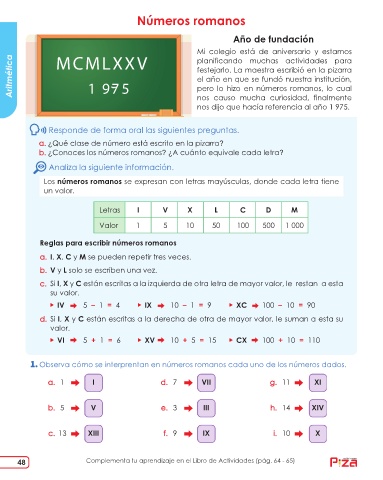 Números romanos
Aritmética
MCMLXXV
1 975
Año de fundación
Mi colegio está de aniversario y estamos
planificando muchas actividades para
festejarlo. La maestra escribió en la pizarra
el año en que se fundó nuestra institución,
pero lo hizo en números romanos, lo cual
nos causo mucha curiosidad, finalmente
nos dijo que hacía referencia al año 1 975.
Responde de forma oral las siguientes preguntas.
a. ¿Qué clase de número está escrito en la pizarra?
b. ¿Conoces los números romanos? ¿A cuánto equivale cada letra?
Analiza la siguiente información.
Los números romanos se expresan con letras mayúsculas, donde cada letra tiene
un valor.
Letras I V X L C D M
Valor 1 5 10 50 100 500 1 000
Reglas para escribir números romanos
a. I, X, C y M se pueden repetir tres veces.
b. V y L solo se escriben una vez.
c. Si I, X y C están escritas a la izquierda de otra letra de mayor valor, le restan a esta
su valor.
IV 5 – 1 = 4 IX 10 – 1 = 9 XC 100 – 10 = 90
d. Si I, X y C están escritas a la derecha de otra de mayor valor, le suman a esta su
valor.
VI 5 + 1 = 6 XV 10 + 5 = 15 CX 100 + 10 = 110
1. Observa cómo se interpretan en números romanos cada uno de los números dados.
a. 1 I d. 7 VII g. 11 XI
b. 5 V e. 3 III h. 14 XIV
c. 13 XIII f. 9 IX i. 10 X
48
Complementa tu aprendizaje en el Libro de Actividades (pág. 64 - 65)